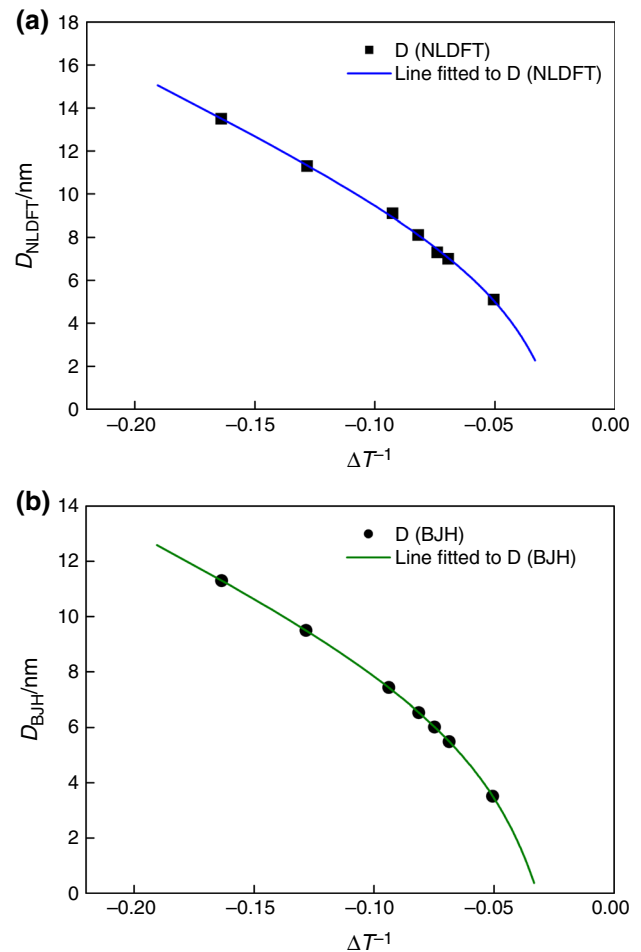 (a)
18
16
14
12
10
8
6
4
2
0
D (NLDFT)
Line fitted to D (NLDFT)
D_NLDFT/nm
−0.20 −0.15 −0.10 −0.05 0.00
ΔT⁻¹
(b)
14
12
10
8
6
4
2
0
D (BJH)
Line fitted to D (BJH)
D_BJH/nm
−0.20 −0.15 −0.10 −0.05 0.00
ΔT⁻¹